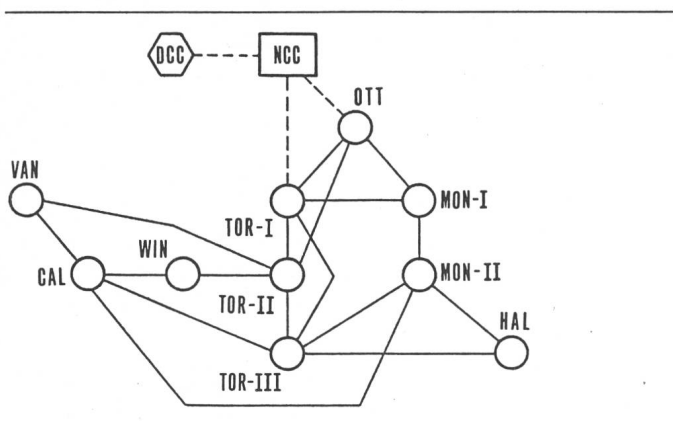 DCC
NCC
OTT
VAN
TOR-I
MON-I
WIN
CAL
TOR-II
MON-II
HAL
TOR-III